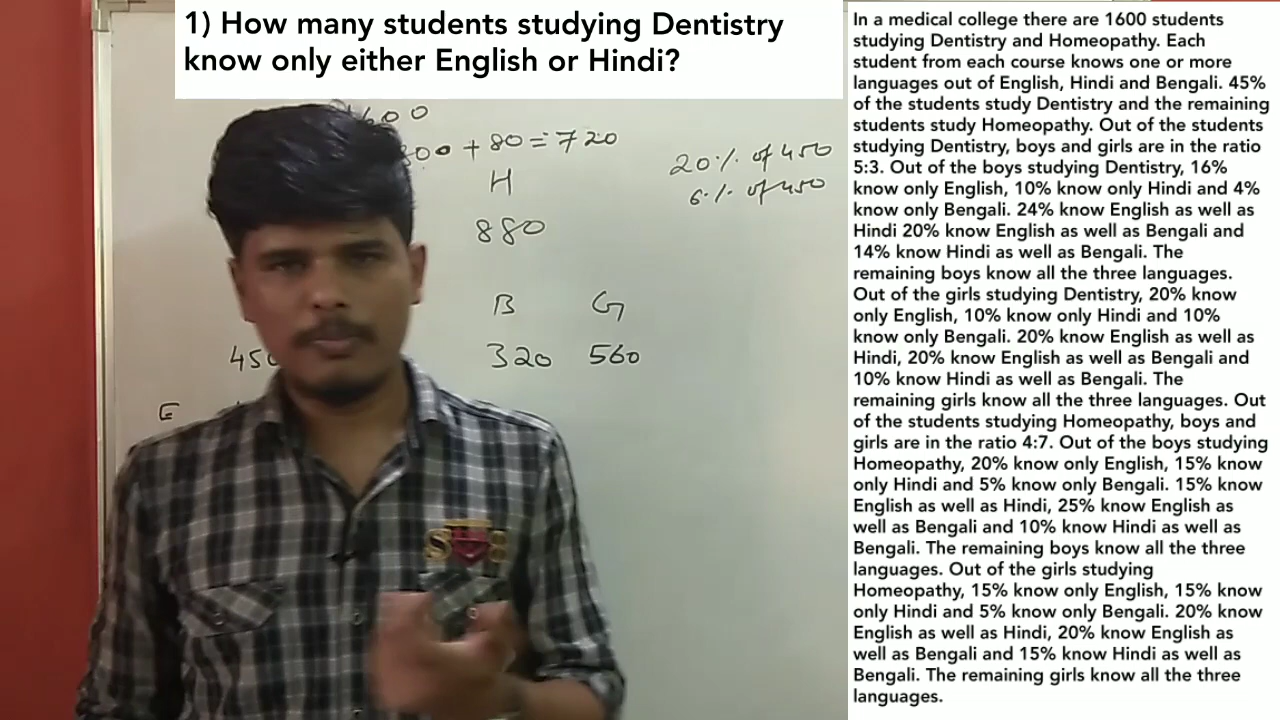 1) How many students studying Dentistry
know only either English or Hindi?
In a medical college there are 1600 students
studying Dentistry and Homeopathy. Each
student from each course knows one or more
languages out of English, Hindi and Bengali. 45%
of the students study Dentistry and the remaining
students study Homeopathy. Out of the students
studying Dentistry, boys and girls are in the ratio
5:3. Out of the boys studying Dentistry, 16%
know only English, 10% know only Hindi and 4%
know only Bengali. 24% know English as well as
Hindi 20% know English as well as Bengali and
14% know Hindi as well as Bengali. The
remaining boys know all the three languages.
Out of the girls studying Dentistry, 20% know
only English, 10% know only Hindi and 10%
know only Bengali. 20% know English as well as
Hindi, 20% know English as well as Bengali and
10% know Hindi as well as Bengali. The
remaining girls know all the three languages. Out
of the students studying Homeopathy, boys and
girls are in the ratio 4:7. Out of the boys studying
Homeopathy, 20% know only English, 15% know
only Hindi and 5% know only Bengali. 15% know
English as well as Hindi, 25% know English as
well as Bengali and 10% know Hindi as well as
Bengali. The remaining boys know all the three
languages. Out of the girls studying
Homeopathy, 15% know only English, 15% know
only Hindi and 5% know only Bengali. 20% know
English as well as Hindi, 20% know English as
well as Bengali and 15% know Hindi as well as
Bengali. The remaining girls know all the three
languages.
+ 80 = 720
20% of 450
6% of 450
H
880
B G
320 560
E